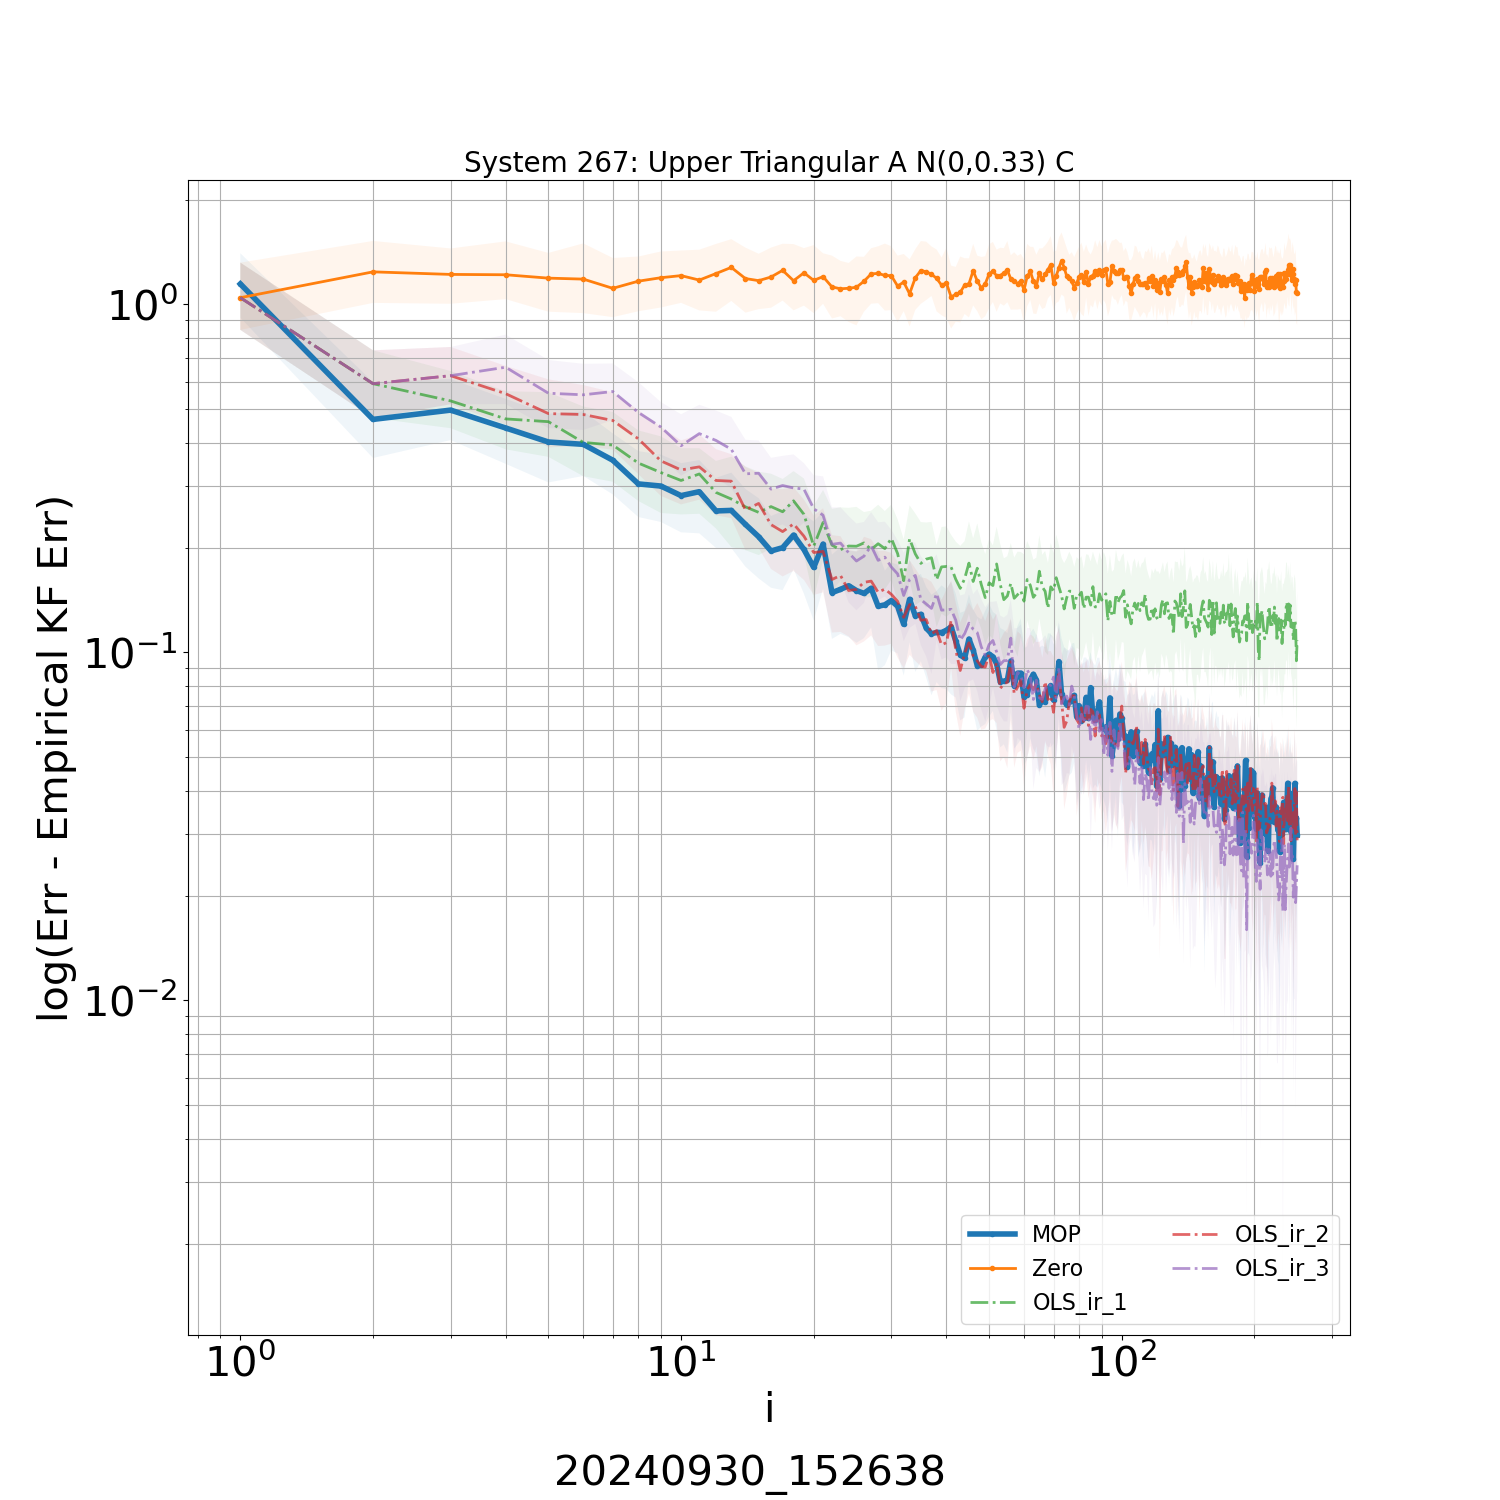 System 267: Upper Triangular A N(0,0.33) C
log(Err - Empirical KF Err)
10^0
10^-1
10^-2
10^0 10^1 10^2
i
MOP
Zero
OLS_ir_1
OLS_ir_2
OLS_ir_3
20240930_152638